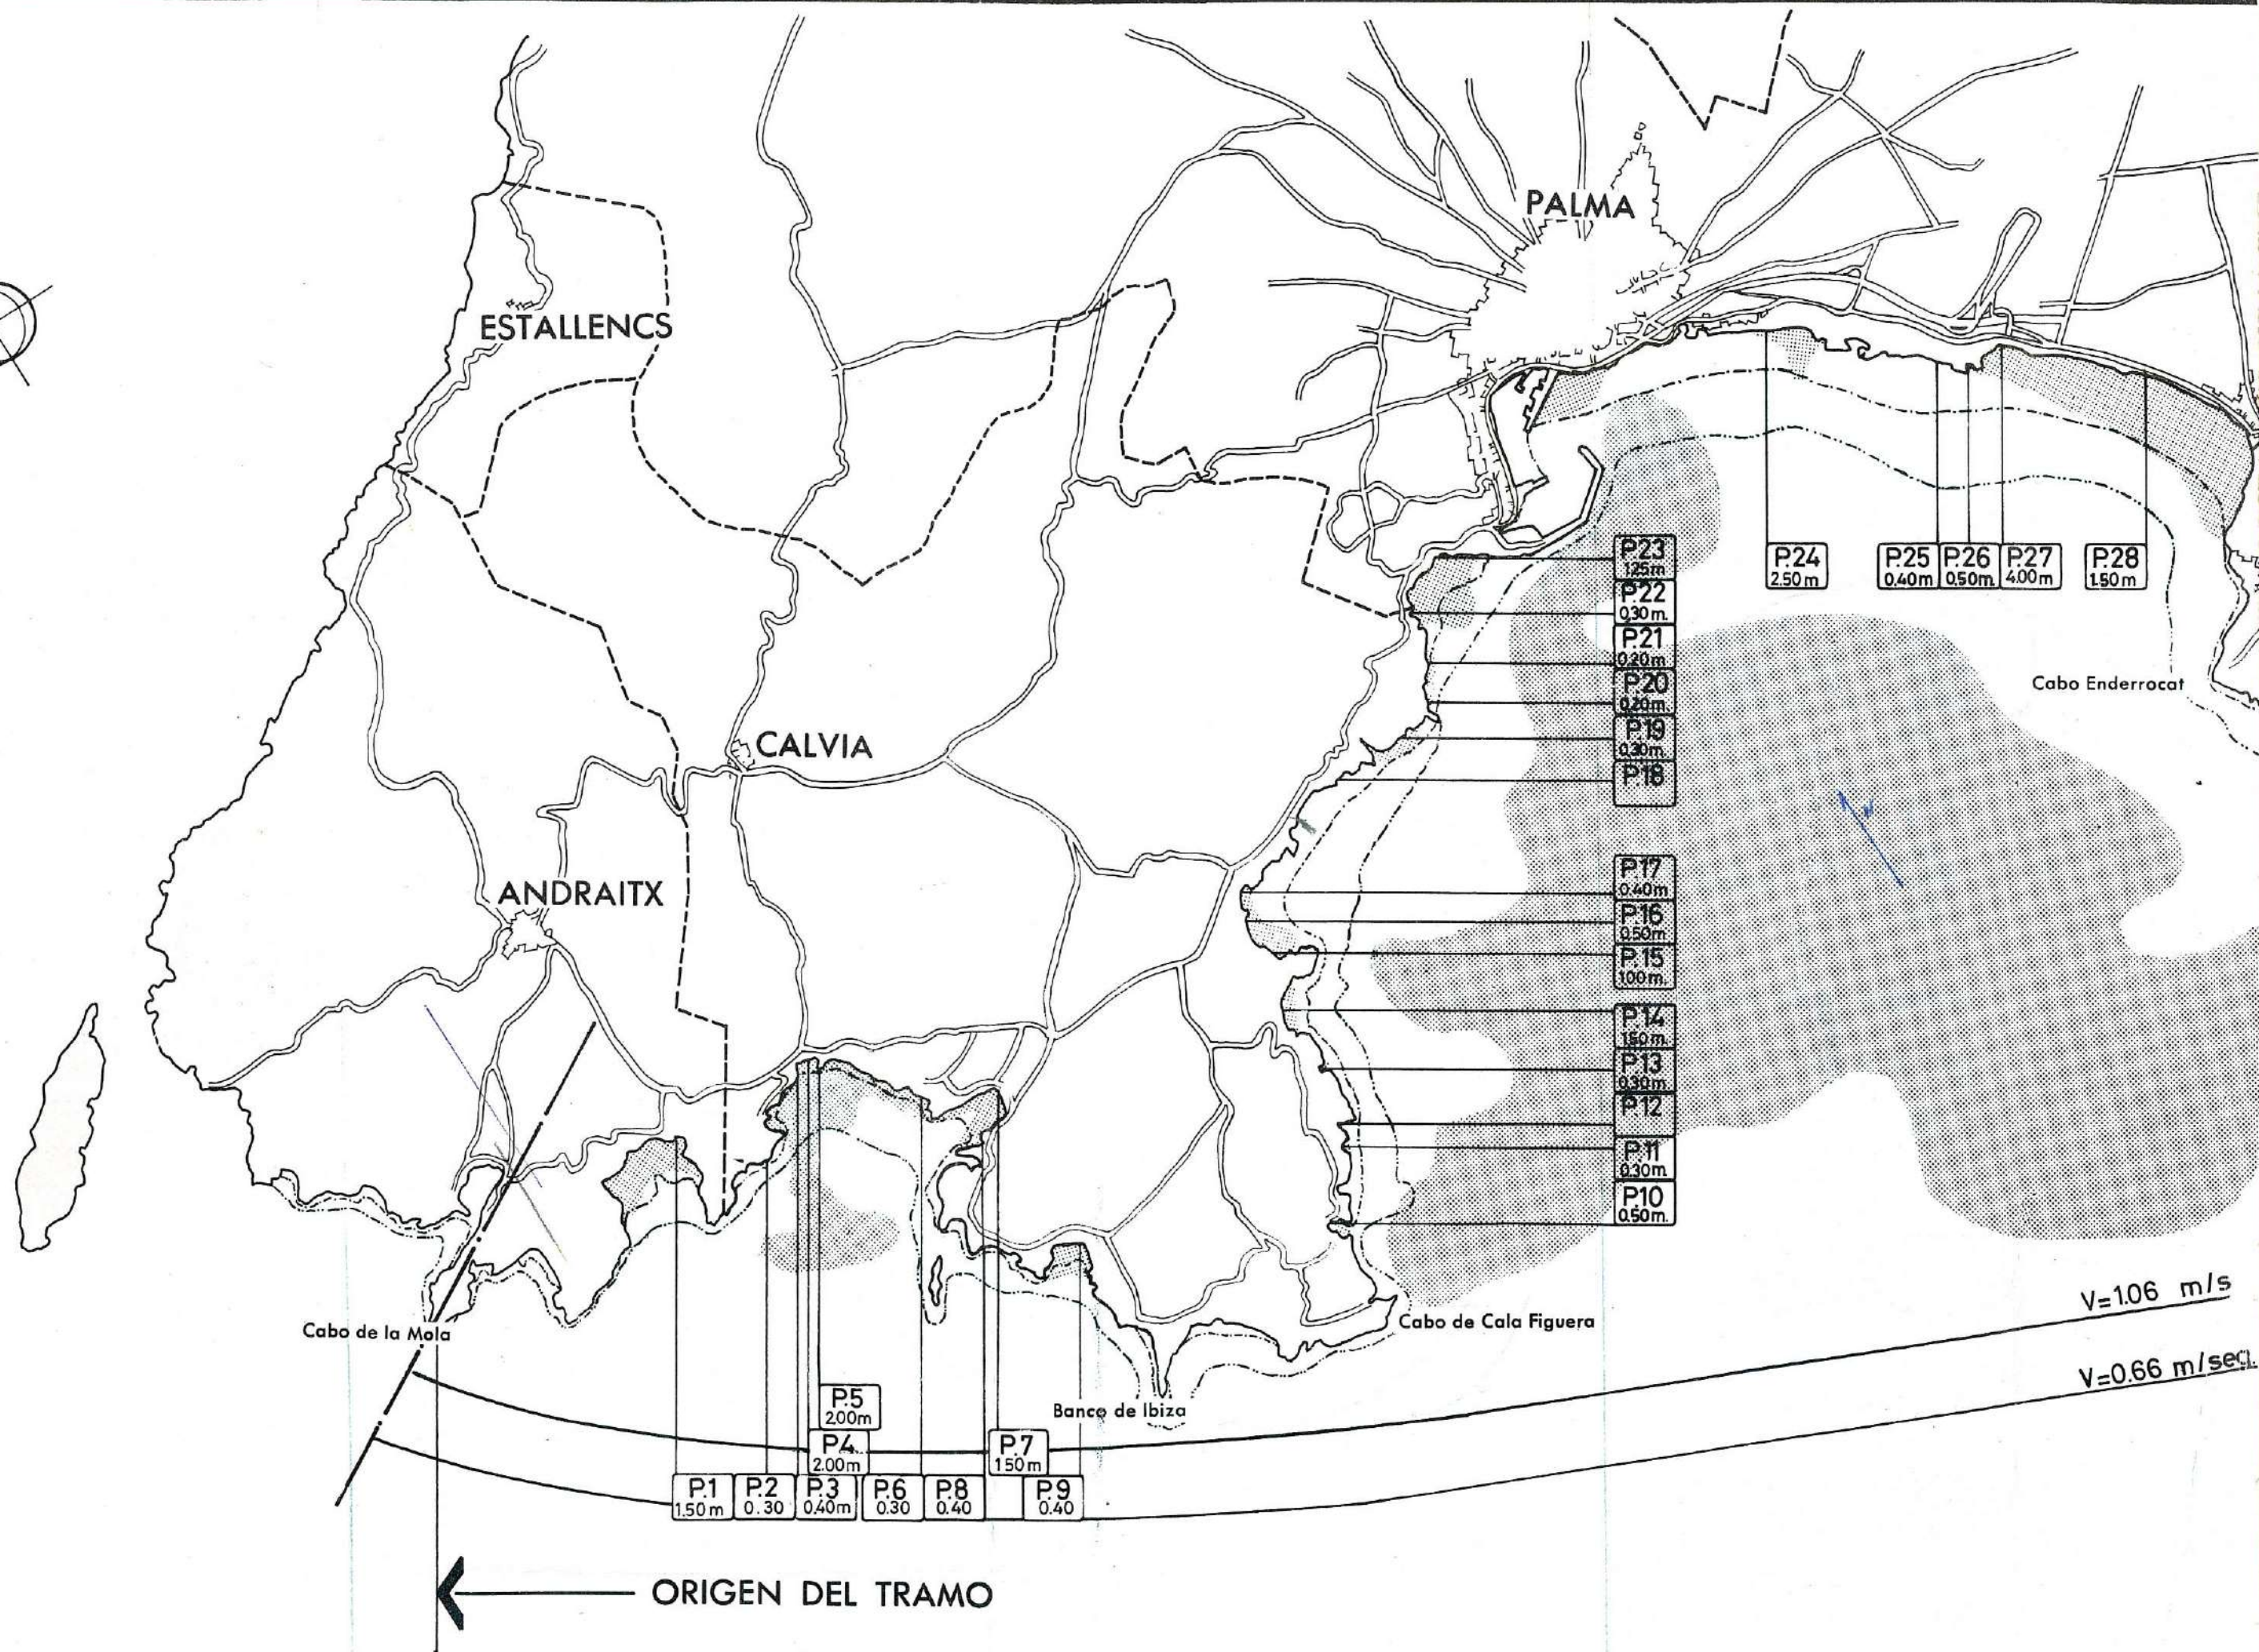 PALMA
ESTALLENCS
P.23
1.25m
P.24
2.50 m
P.25
0.40m
P.26
0.50m.
P.27
4.00m
P.28
1.50 m
P.22
0.30m.
P.21
0.20m
P.20
0.20m.
Cabo Enderrocat
P.19
0.30m.
CALVIA
P.18
P.17
0.40m
ANDRAITX
P.16
0.50m
P.15
1.00m.
P.14
1.50m.
P.13
0.30m
P.12
P.11
0.30m.
P.10
0.50m.
V=1.06 m/s
Cabo de la Mola
Cabo de Cala Figuera
V=0.66 m/seg.
P.5
2.00m
Banco de Ibiza
P.4
2.00m
P.7
1.50m
P.1
1.50 m
P.2
0.30
P.3
0.40m
P.6
0.30
P.8
0.40
P.9
0.40
ORIGEN DEL TRAMO